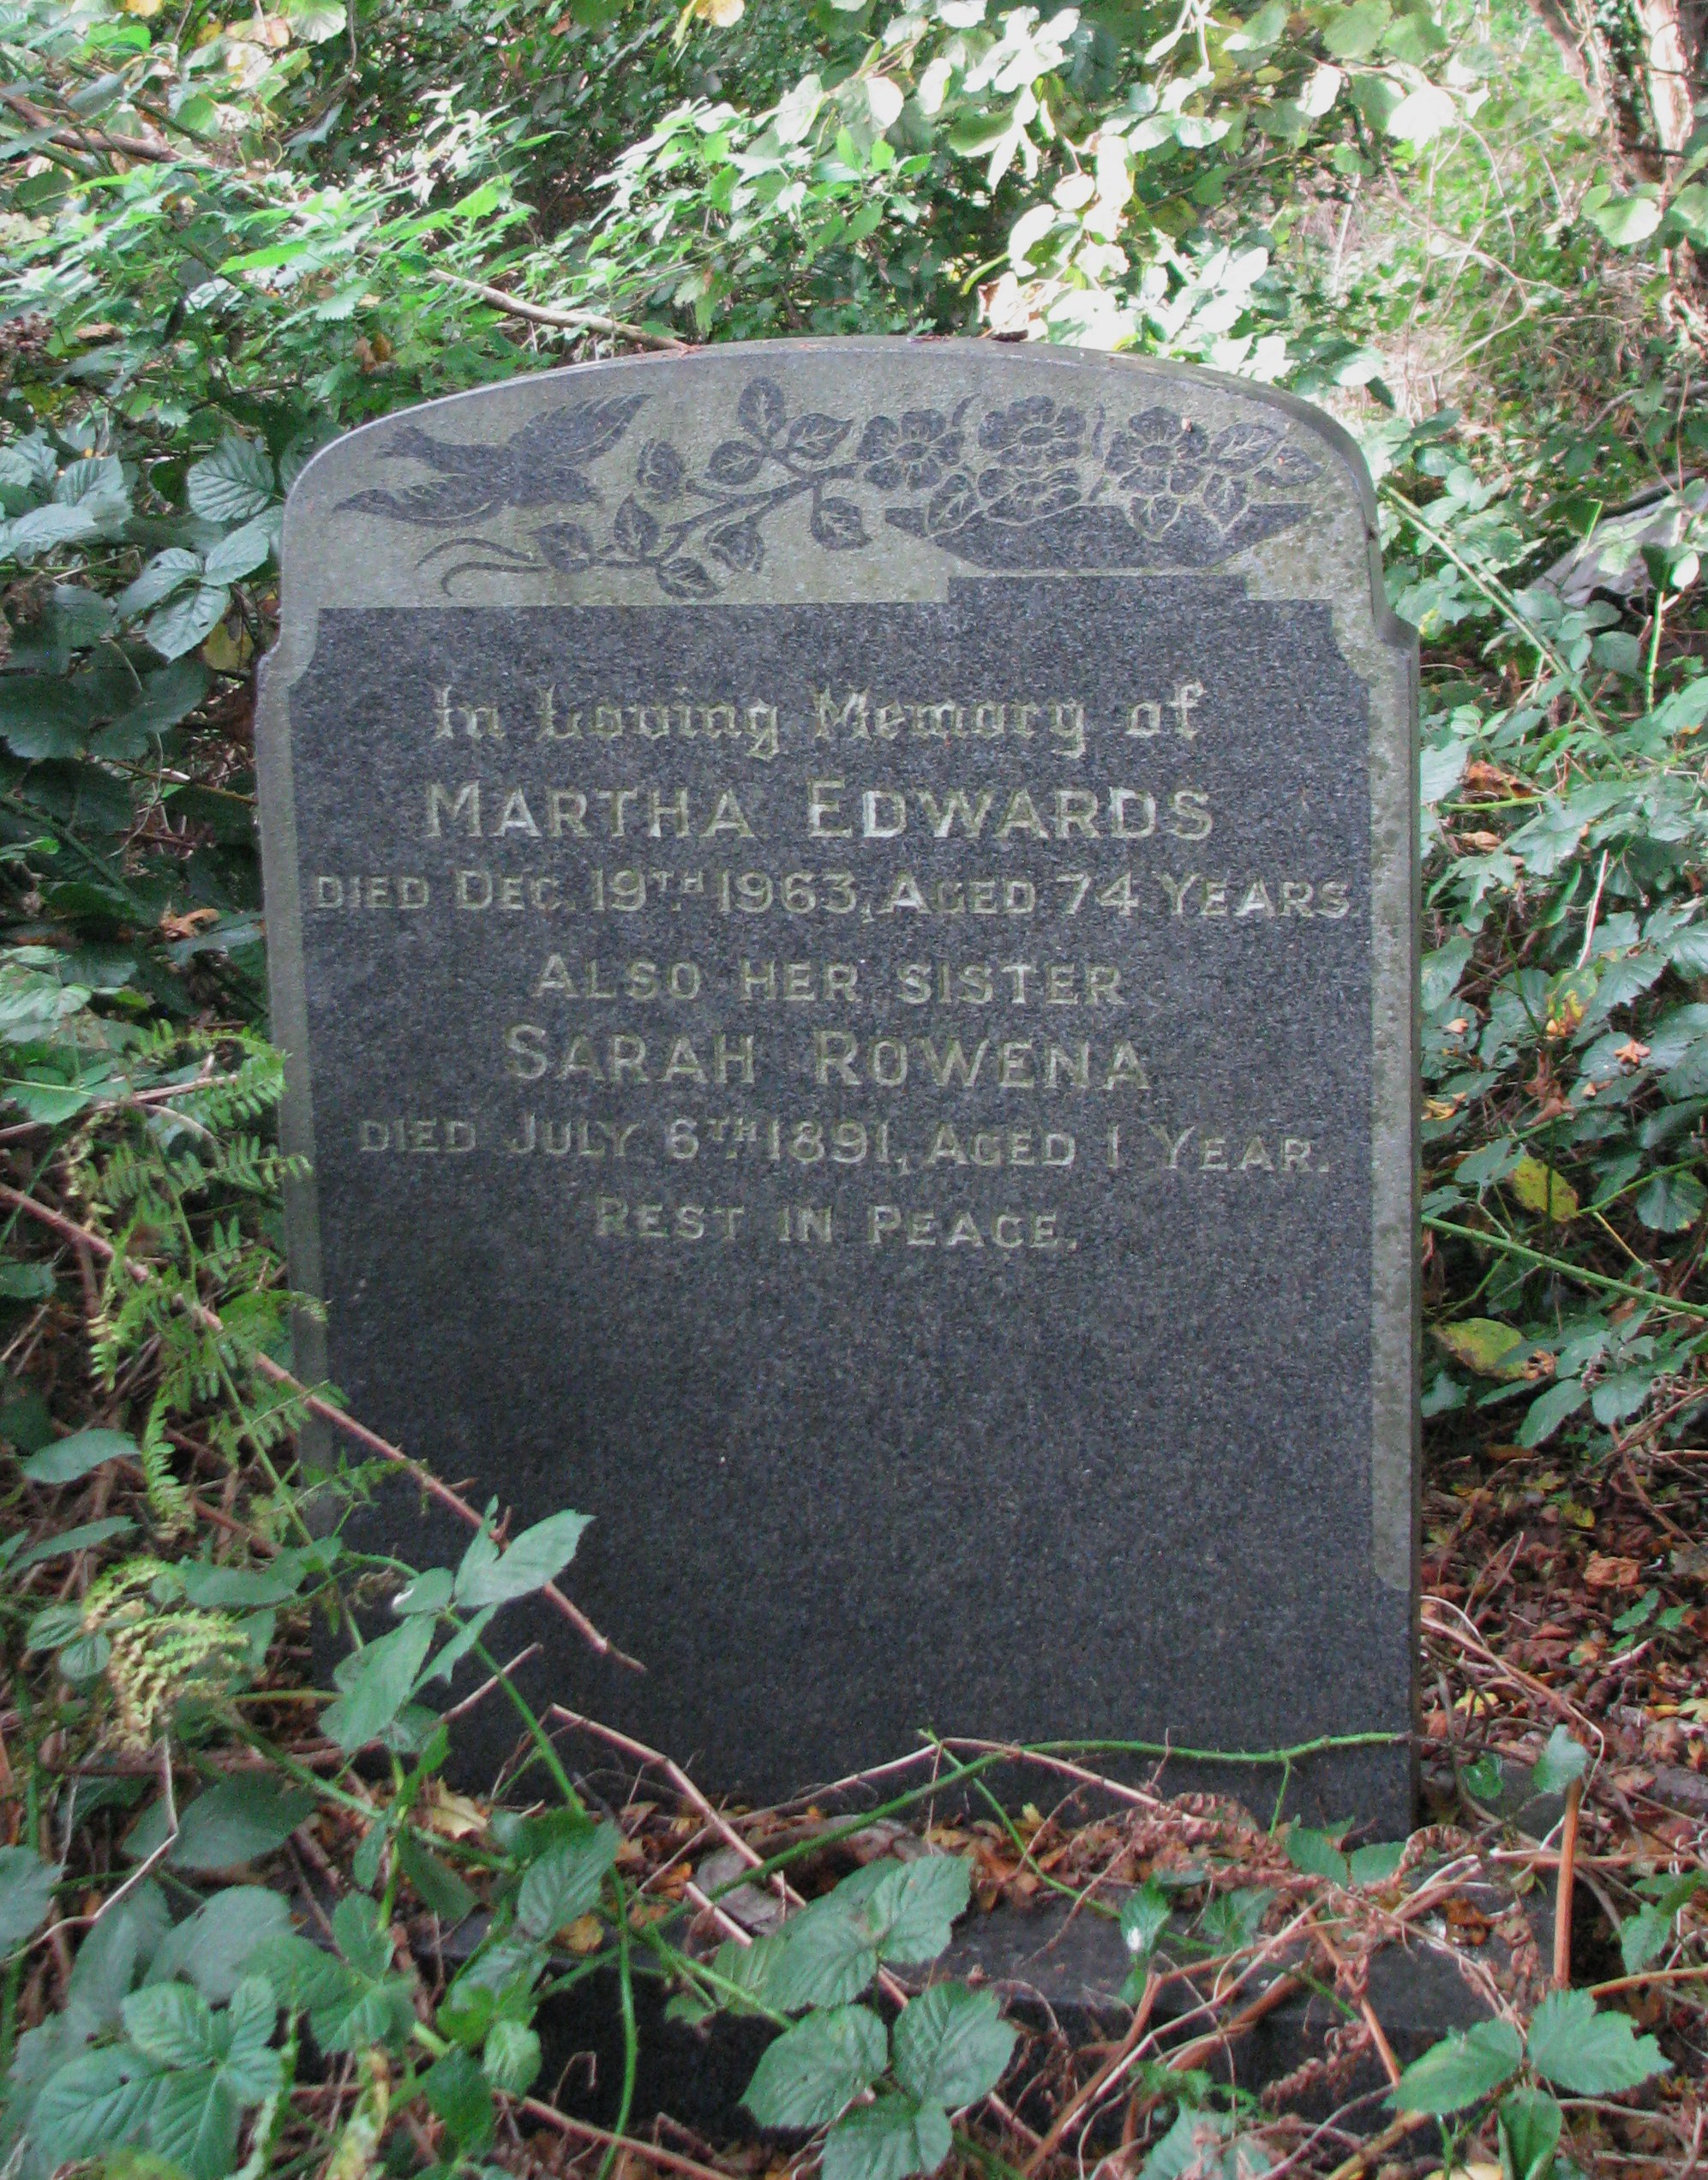 In Loving Memory of
MARTHA EDWARDS
DIED DEC. 19TH 1963, AGED 74 YEARS.
ALSO HER SISTER
SARAH ROWENA
DIED JULY 6TH 1891, AGED 1 YEAR.
REST IN PEACE.